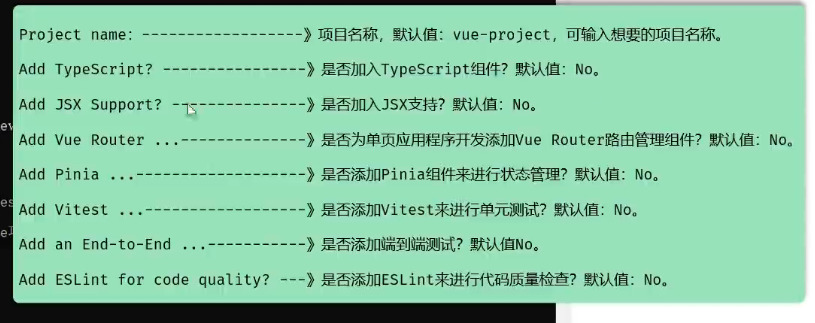 Project name: ------------------》项目名称，默认值：vue-project，可输入想要的项目名称。
Add TypeScript? ----------------》是否加入TypeScript组件？默认值：No。
Add JSX Support? ---------------》是否加入JSX支持？默认值：No。
Add Vue Router ...--------------》是否为单页应用程序开发添加Vue Router路由管理组件？默认值：No。
Add Pinia ...-------------------》是否添加Pinia组件来进行状态管理？默认值：No。
Add Vitest ...------------------》是否添加Vitest来进行单元测试？默认值：No。
Add an End-to-End ...-----------》是否添加端到端测试？默认值No。
Add ESLint for code quality? ---》是否添加ESLint来进行代码质量检查？默认值：No。